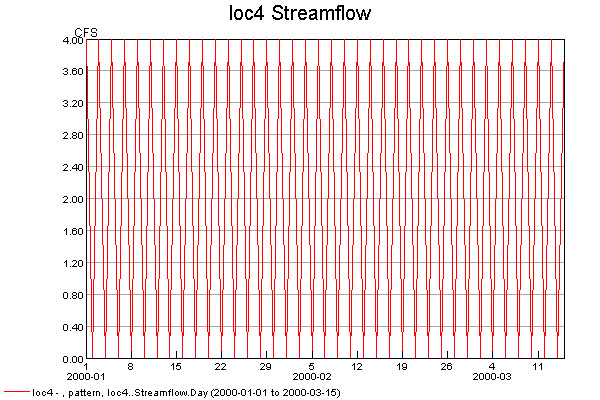 loc4 Streamflow
CFS
4.00
3.60
3.20
2.80
2.40
2.00
1.60
1.20
0.80
0.40
0.00
1 8 15 22 29 5 12 19 26 4 11
2000-01 2000-02 2000-03
loc4 - , pattern, loc4..Streamflow.Day (2000-01-01 to 2000-03-15)